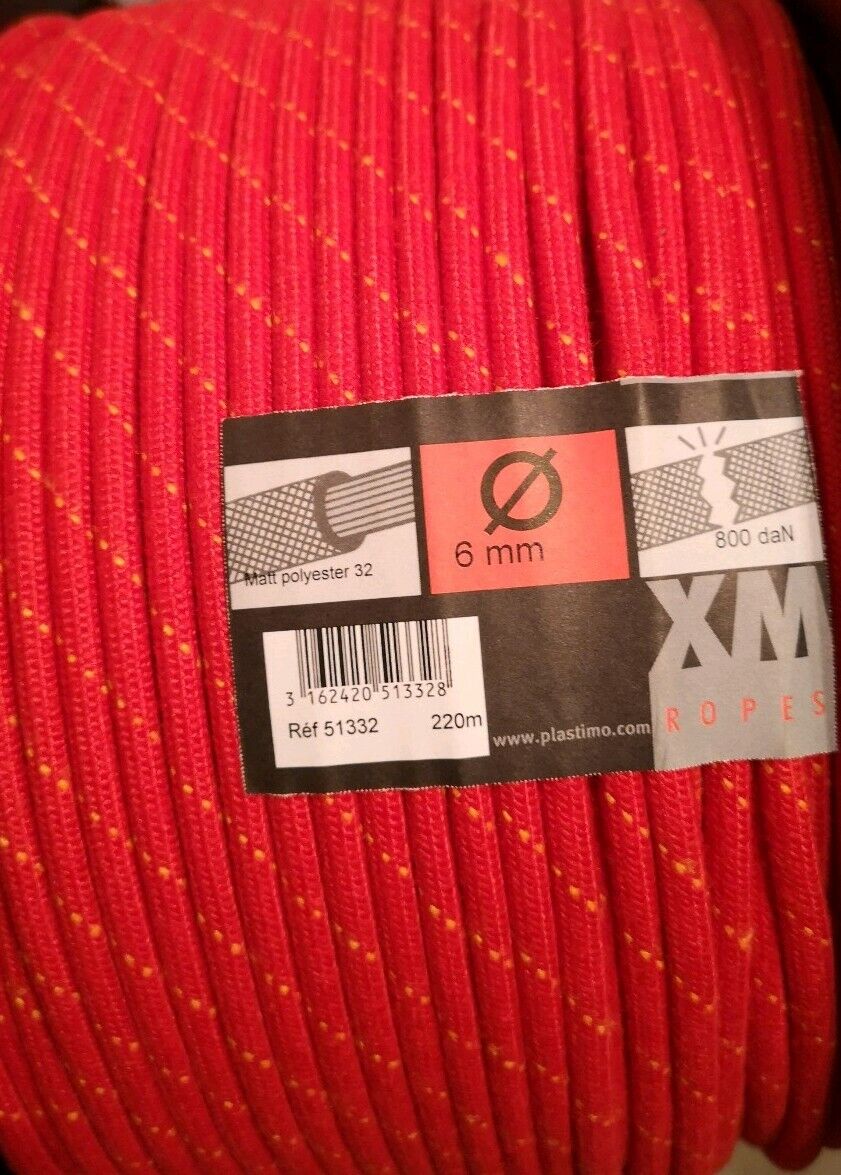 Matt polyester 32
Ø
6 mm
800 daN
3 162420 513328
Réf 51332 220m
www.plastimo.com
XM
ROPES